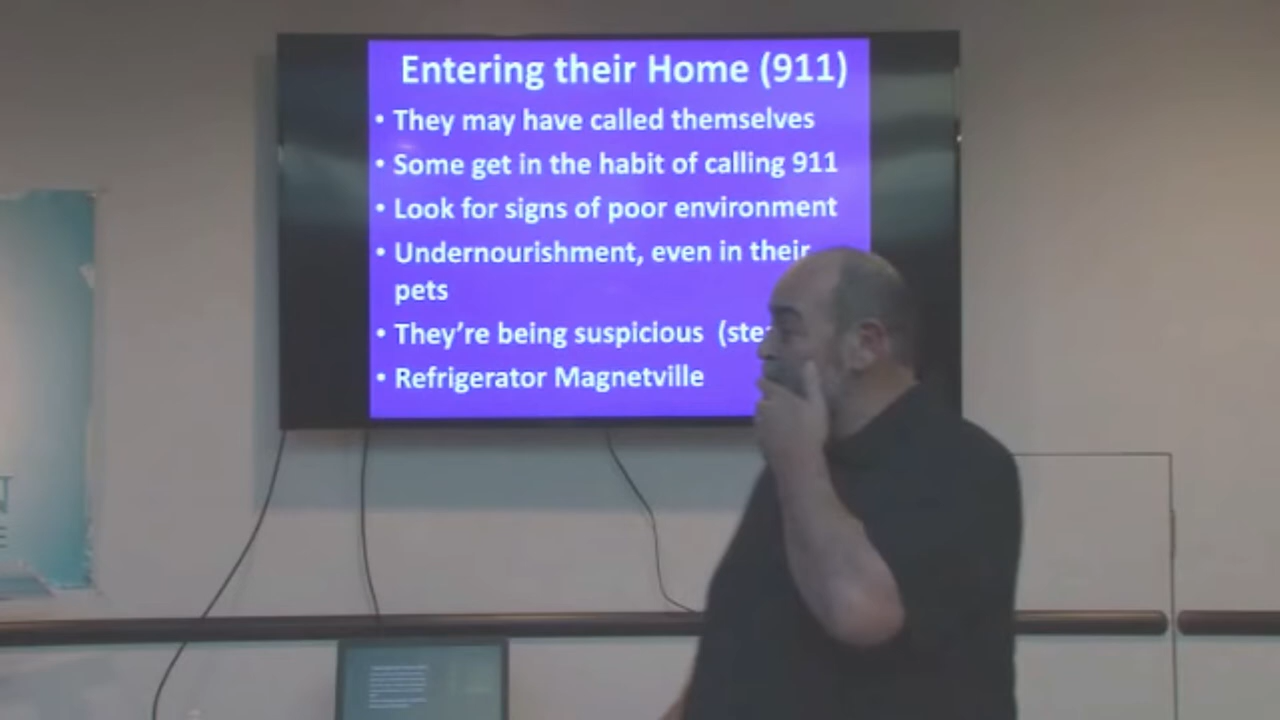 Entering their Home (911)
• They may have called themselves
• Some get in the habit of calling 911
• Look for signs of poor environment
• Undernourishment, even in their
pets
• They're being suspicious (stea
• Refrigerator Magnetville